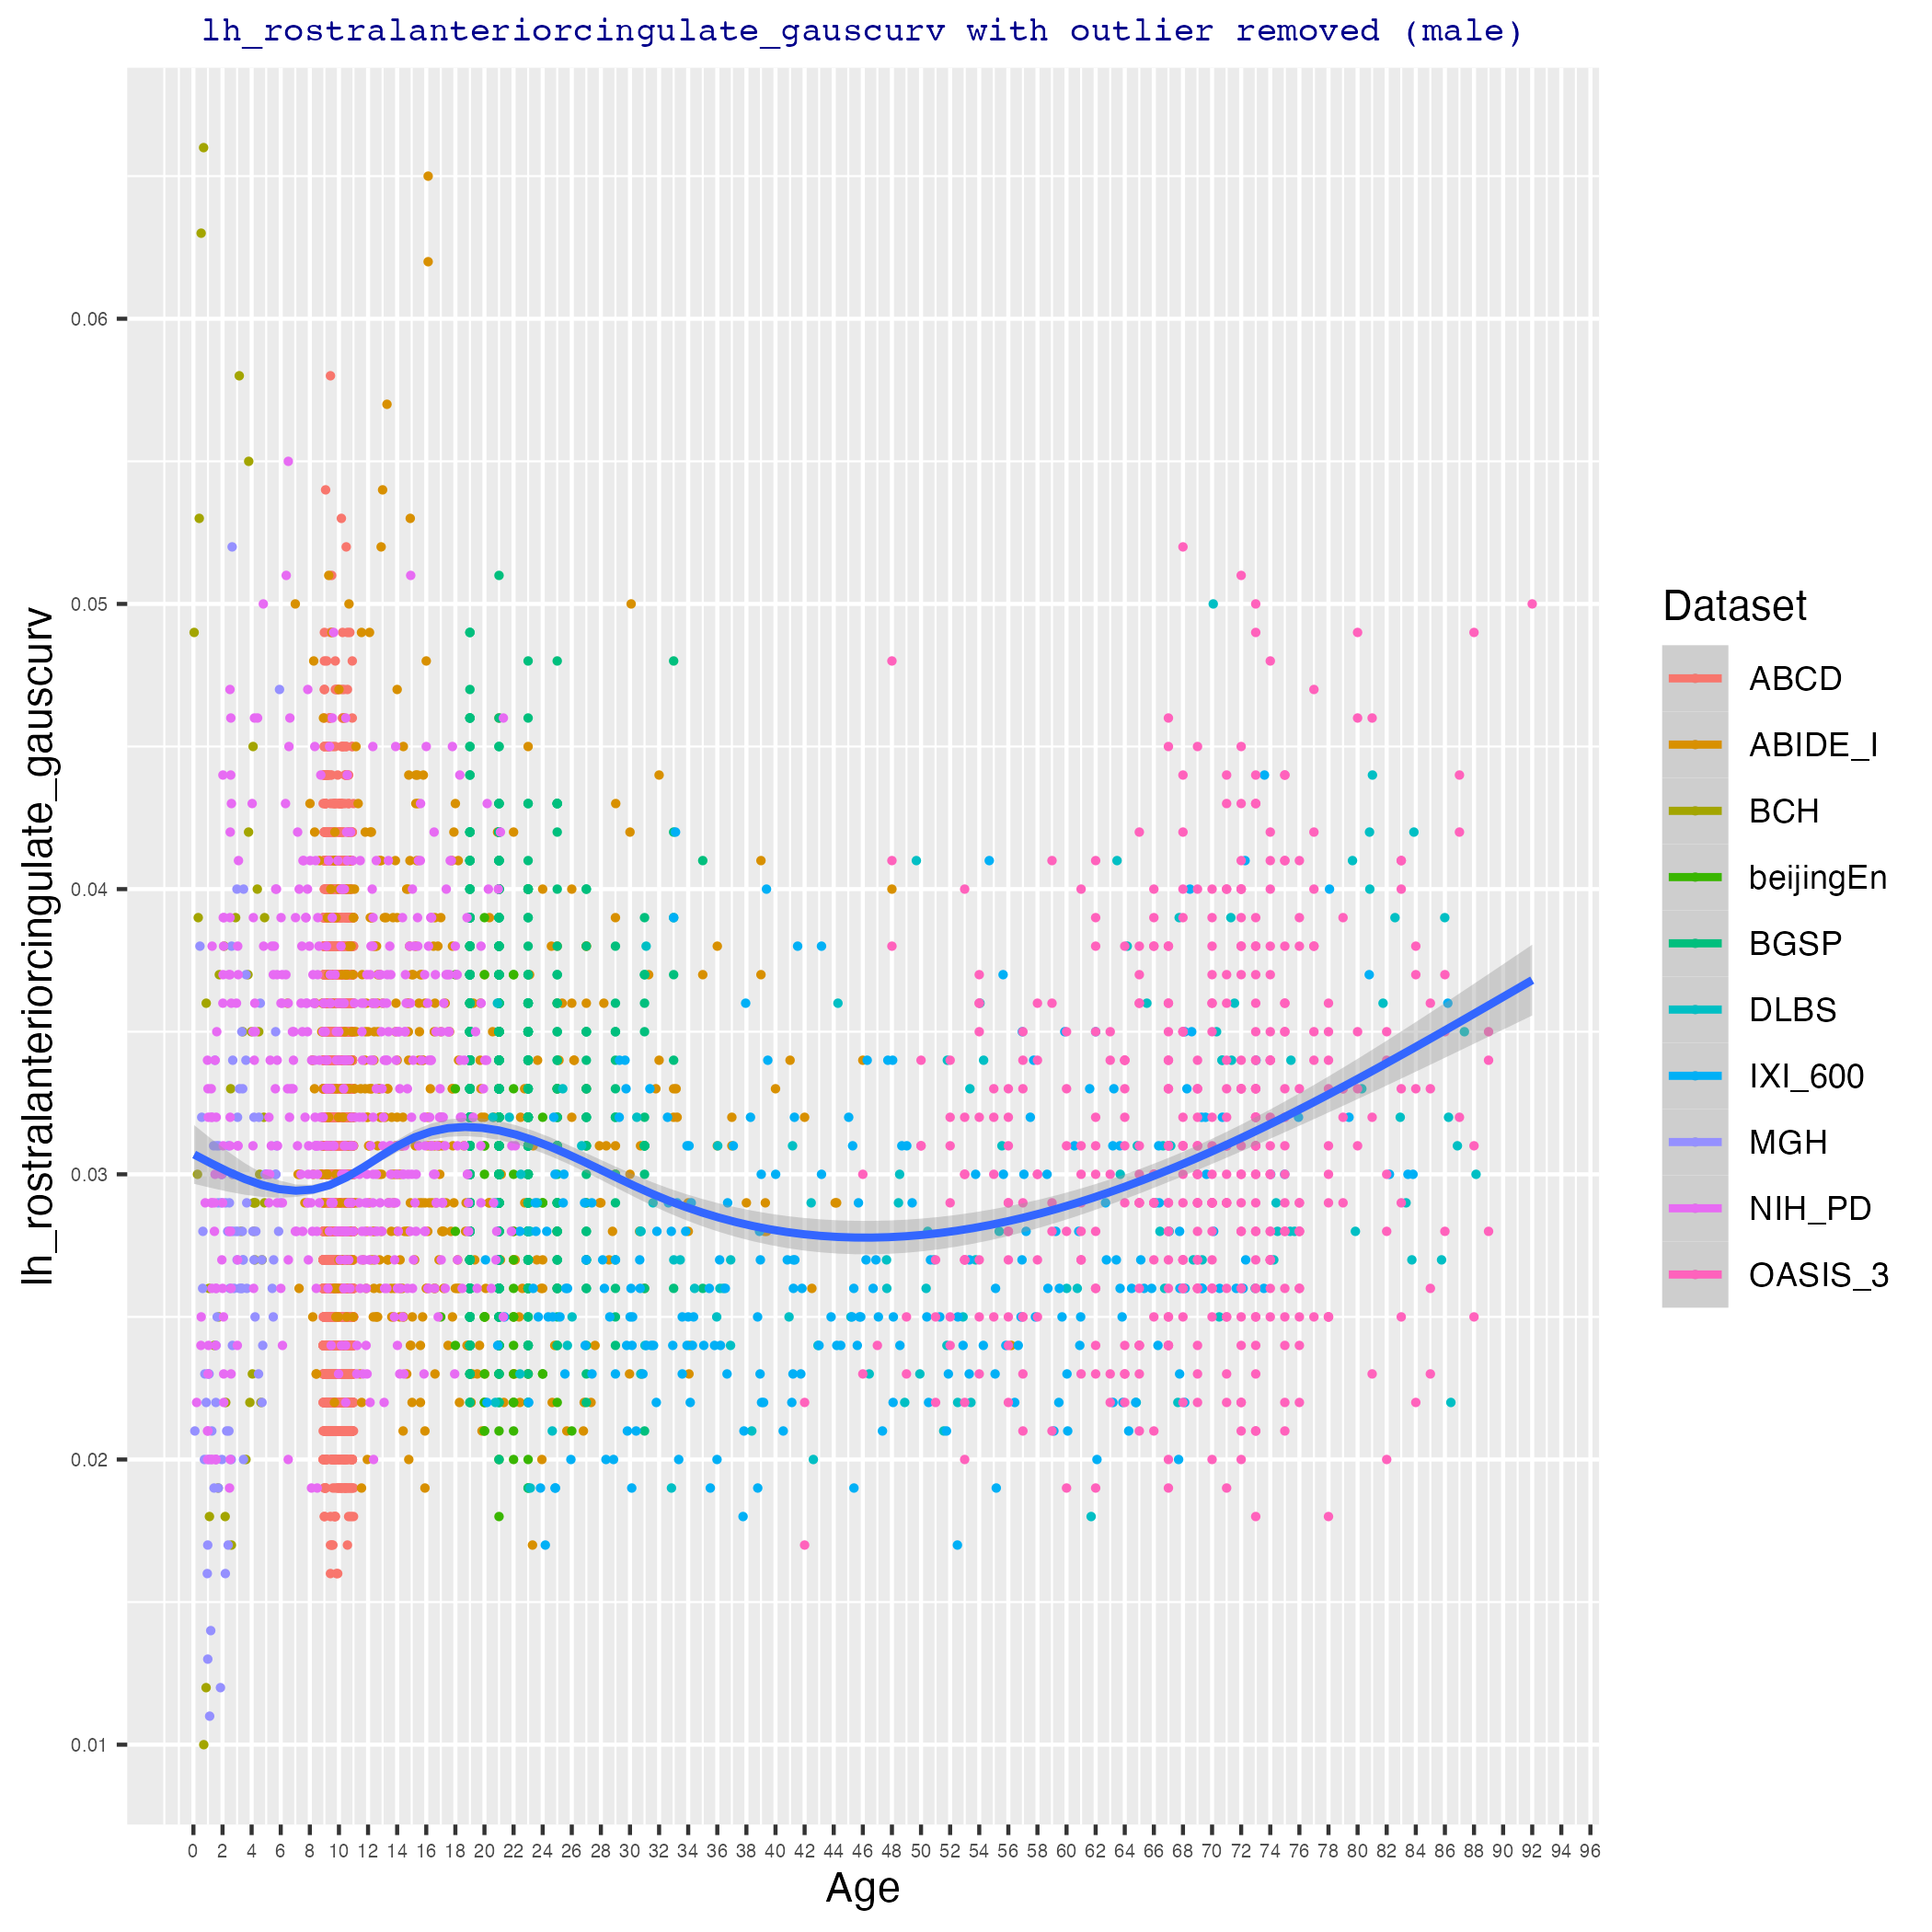 lh_rostralanteriorcingulate_gauscurv with outlier removed (male)
lh_rostralanteriorcingulate_gauscurv
0.06
0.05
0.04
0.03
0.02
0.01
0 2 4 6 8 10 12 14 16 18 20 22 24 26 28 30 32 34 36 38 40 42 44 46 48 50 52 54 56 58 60 62 64 66 68 70 72 74 76 78 80 82 84 86 88 90 92 94 96
Age
Dataset
ABCD
ABIDE_I
BCH
beijingEn
BGSP
DLBS
IXI_600
MGH
NIH_PD
OASIS_3